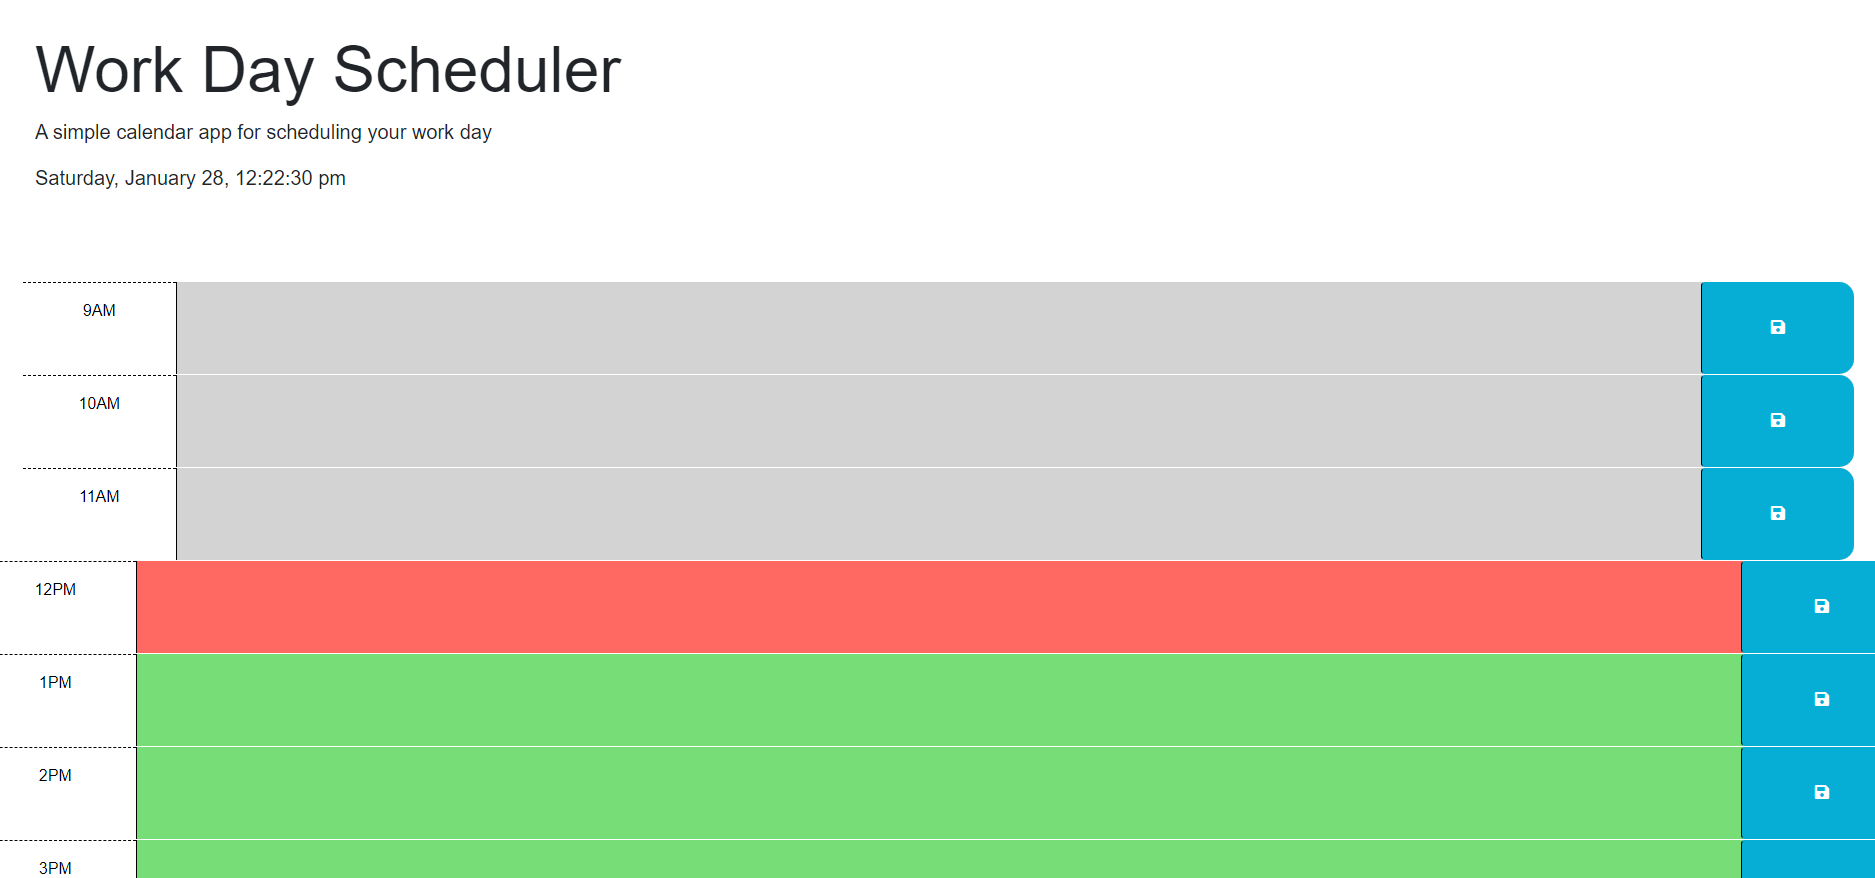 Work Day Scheduler
A simple calendar app for scheduling your work day
Saturday, January 28, 12:22:30 pm
9AM
10AM
11AM
12PM
1PM
2PM
3PM